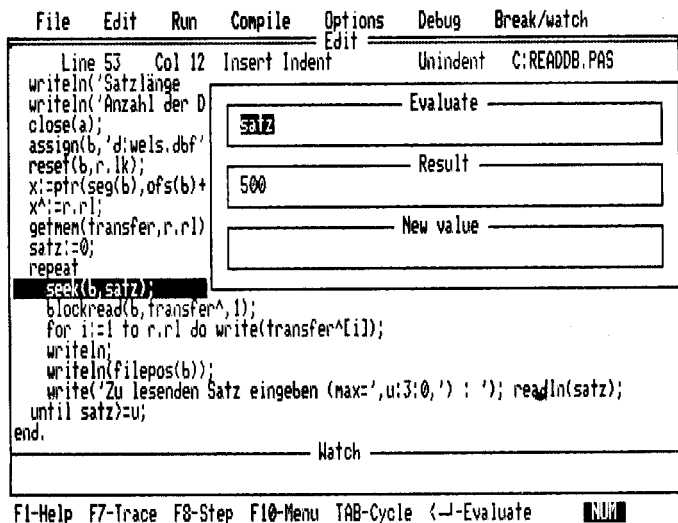 File Edit Run Compile Options Debug Break/watch
Edit
Line 53 Col 12 Insert Indent Unindent C:READDB.PAS
writeln('Satzlänge
writeln('Anzahl der D
close(a);
assign(b,'d:wels.dbf'
reset(b,r.lk);
x:=ptr(seg(b),ofs(b)+
x^:=r.rl;
getmem(transfer,r.rl)
satz:=0;
repeat
seek(b,satz);
blockread(b,transfer^,1);
for i:=1 to r.rl do write(transfer^[i]);
writeln;
writeln(filepos(b));
write('Zu lesenden Satz eingeben (max=',u:3:0,') : '); readln(satz);
until satz>=u;
end.
Evaluate
satz
Result
500
New value
Watch
F1-Help F7-Trace F8-Step F10-Menu TAB-Cycle <─┘-Evaluate NUM